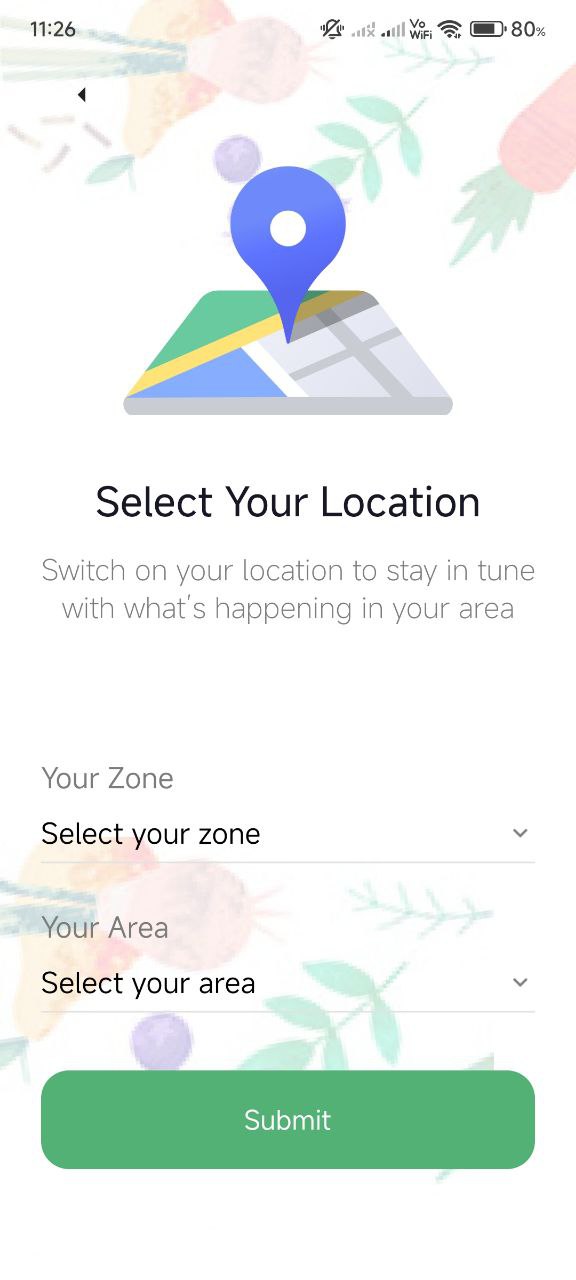 11:26 Vo WiFi 80%
Select Your Location
Switch on your location to stay in tune
with what's happening in your area
Your Zone
Select your zone
Your Area
Select your area
Submit